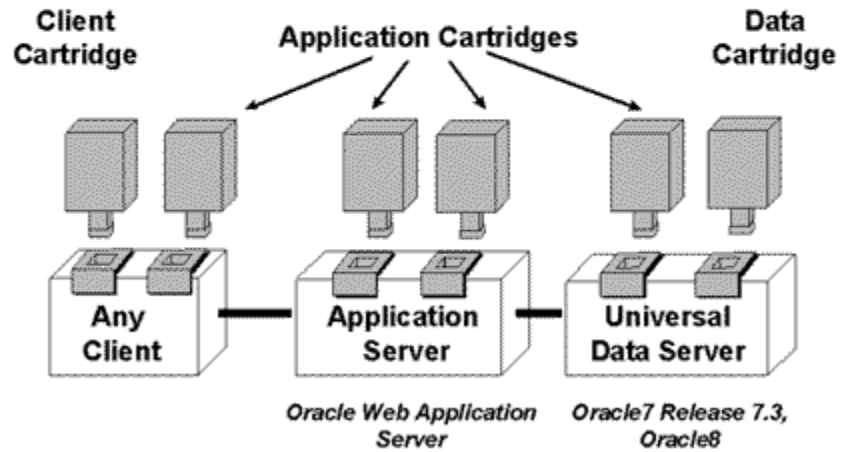 Client
Cartridge
Application Cartridges
Data
Cartridge
Any
Client
Application
Server
Universal
Data Server
Oracle Web Application
Server
Oracle7 Release 7.3,
Oracle8